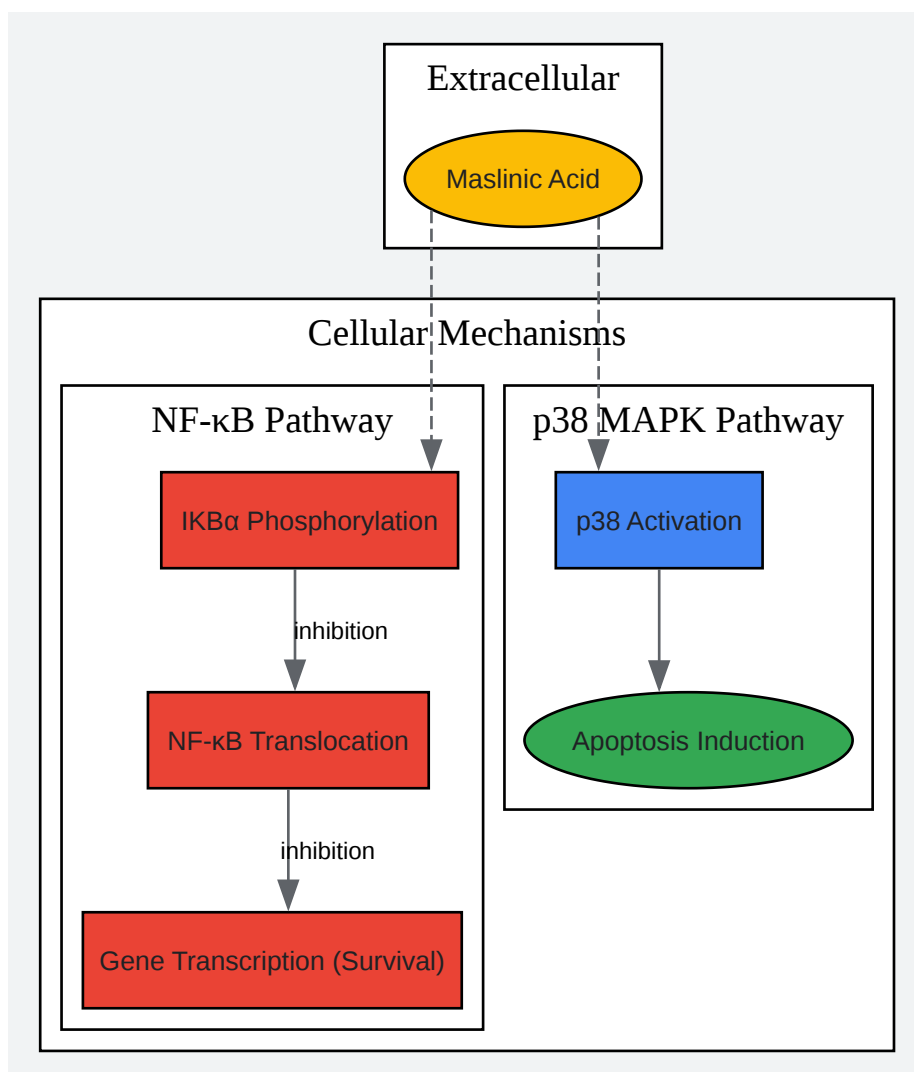 Extracellular
Maslinic Acid
Cellular Mechanisms
NF-κB Pathway
IKBα Phosphorylation
inhibition
NF-κB Translocation
inhibition
Gene Transcription (Survival)
p38 MAPK Pathway
p38 Activation
Apoptosis Induction